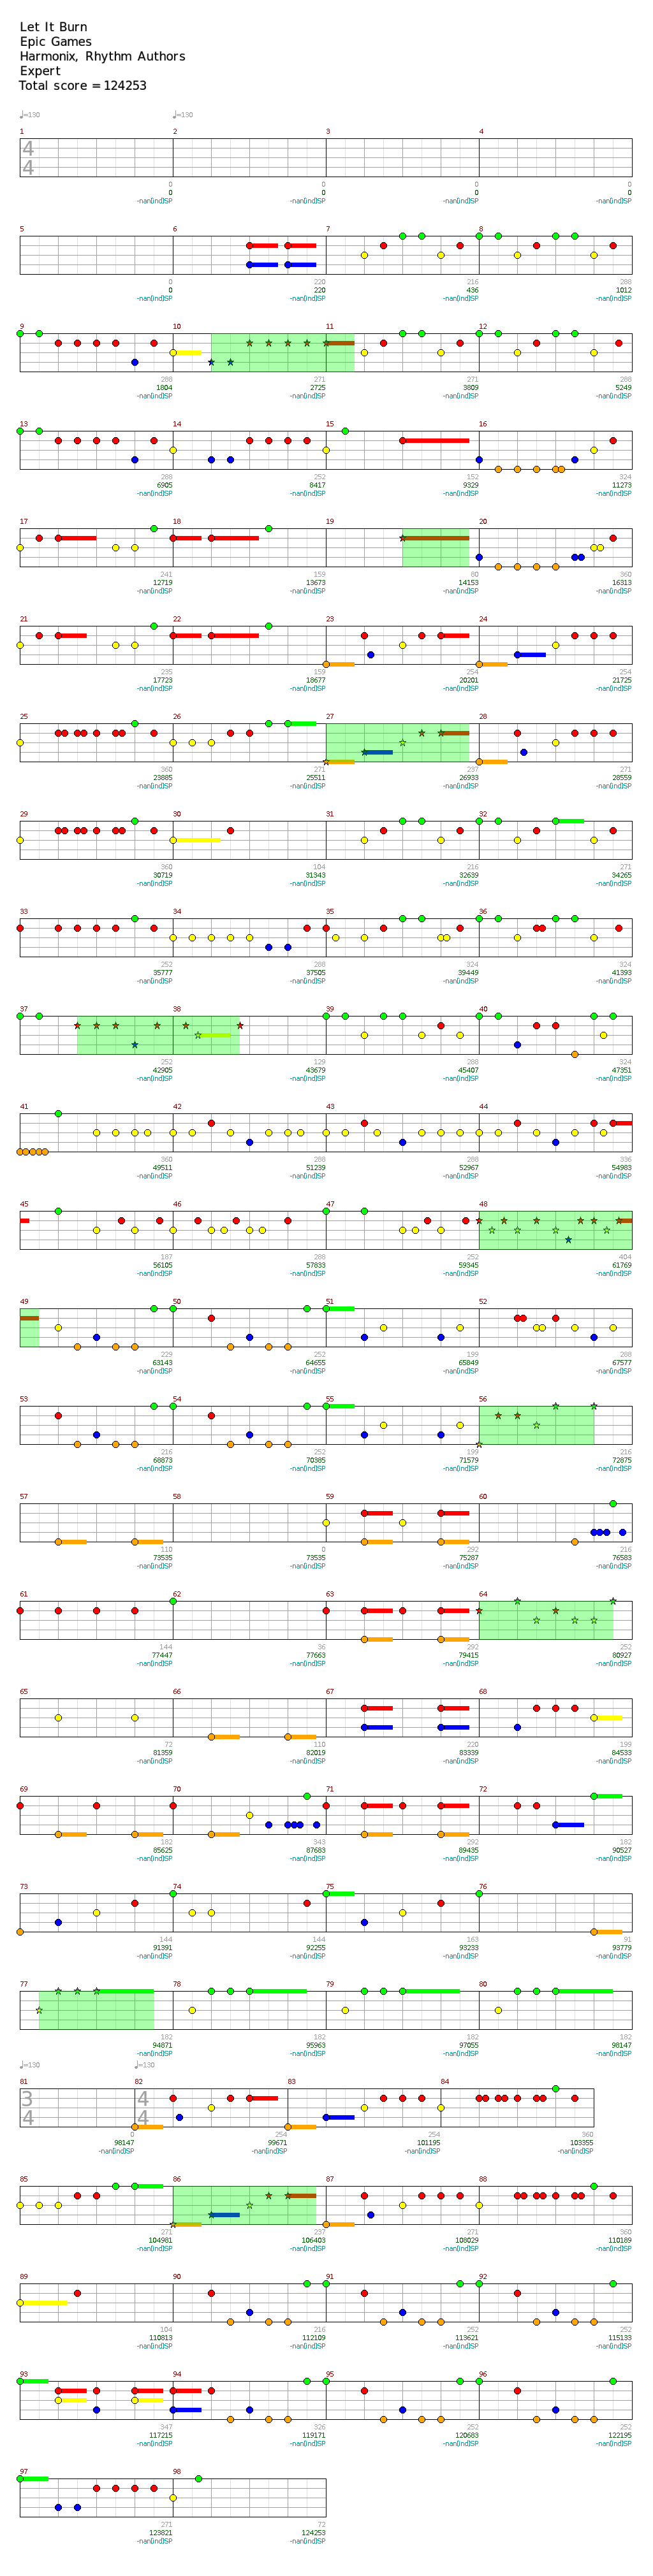 Let It Burn
Epic Games
Harmonix, Rhythm Authors
Expert
Total score = 124253
♩=130 ♩=130
1 2 3 4
4
4
0 0 0 0
0 0 0 0
-nan(ind)SP -nan(ind)SP -nan(ind)SP -nan(ind)SP
5 6 7 8
0 220 216 288
0 220 436 1012
-nan(ind)SP -nan(ind)SP -nan(ind)SP -nan(ind)SP
9 10 11 12
288 271 271 288
1804 2725 3809 5249
-nan(ind)SP -nan(ind)SP -nan(ind)SP -nan(ind)SP
13 14 15 16
288 252 152 324
6905 8417 9329 11273
-nan(ind)SP -nan(ind)SP -nan(ind)SP -nan(ind)SP
17 18 19 20
241 159 80 360
12719 13673 14153 16313
-nan(ind)SP -nan(ind)SP -nan(ind)SP -nan(ind)SP
21 22 23 24
235 159 254 254
17723 18677 20201 21725
-nan(ind)SP -nan(ind)SP -nan(ind)SP -nan(ind)SP
25 26 27 28
360 271 237 271
23885 25511 26933 28559
-nan(ind)SP -nan(ind)SP -nan(ind)SP -nan(ind)SP
29 30 31 32
360 104 216 271
30719 31343 32639 34265
-nan(ind)SP -nan(ind)SP -nan(ind)SP -nan(ind)SP
33 34 35 36
252 288 324 324
35777 37505 39449 41393
-nan(ind)SP -nan(ind)SP -nan(ind)SP -nan(ind)SP
37 38 39 40
252 129 288 324
42905 43679 45407 47351
-nan(ind)SP -nan(ind)SP -nan(ind)SP -nan(ind)SP
41 42 43 44
360 288 288 336
49511 51239 52967 54983
-nan(ind)SP -nan(ind)SP -nan(ind)SP -nan(ind)SP
45 46 47 48
187 288 252 404
56105 57833 59345 61769
-nan(ind)SP -nan(ind)SP -nan(ind)SP -nan(ind)SP
49 50 51 52
229 252 199 288
63143 64655 65849 67577
-nan(ind)SP -nan(ind)SP -nan(ind)SP -nan(ind)SP
53 54 55 56
216 252 199 216
68873 70385 71579 72875
-nan(ind)SP -nan(ind)SP -nan(ind)SP -nan(ind)SP
57 58 59 60
110 0 292 216
73535 73535 75287 76583
-nan(ind)SP -nan(ind)SP -nan(ind)SP -nan(ind)SP
61 62 63 64
144 36 292 252
77447 77663 79415 80927
-nan(ind)SP -nan(ind)SP -nan(ind)SP -nan(ind)SP
65 66 67 68
72 110 220 199
81359 82019 83339 84533
-nan(ind)SP -nan(ind)SP -nan(ind)SP -nan(ind)SP
69 70 71 72
182 343 292 182
85625 87683 89435 90527
-nan(ind)SP -nan(ind)SP -nan(ind)SP -nan(ind)SP
73 74 75 76
144 144 163 91
91391 92255 93233 93779
-nan(ind)SP -nan(ind)SP -nan(ind)SP -nan(ind)SP
77 78 79 80
182 182 182 182
94871 95963 97055 98147
-nan(ind)SP -nan(ind)SP -nan(ind)SP -nan(ind)SP
♩=130 ♩=130
81 82 83 84
3 4
4 4
0 254 254 360
98147 99671 101195 103355
-nan(ind)SP -nan(ind)SP -nan(ind)SP -nan(ind)SP
85 86 87 88
271 237 271 360
104981 106403 108029 110189
-nan(ind)SP -nan(ind)SP -nan(ind)SP -nan(ind)SP
89 90 91 92
104 216 252 252
110813 112109 113621 115133
-nan(ind)SP -nan(ind)SP -nan(ind)SP -nan(ind)SP
93 94 95 96
347 326 252 252
117215 119171 120683 122195
-nan(ind)SP -nan(ind)SP -nan(ind)SP -nan(ind)SP
97 98
271 72
123821 124253
-nan(ind)SP -nan(ind)SP